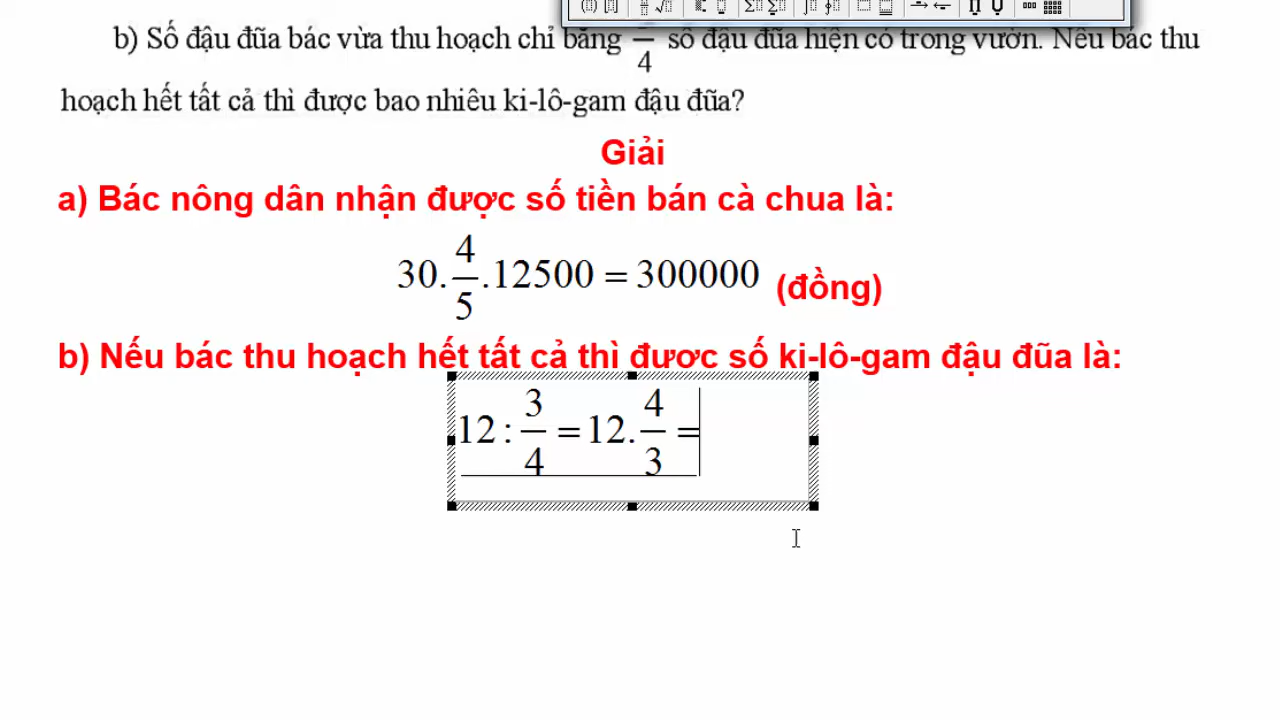 b) Số đậu đũa bác vừa thu hoạch chỉ bằng —/4 số đậu đũa hiện có trong vườn. Nếu bác thu
hoạch hết tất cả thì được bao nhiêu ki-lô-gam đậu đũa?
Giải
a) Bác nông dân nhận được số tiền bán cà chua là:
30. 4/5 .12500 = 300000 (đồng)
b) Nếu bác thu hoạch hết tất cả thì đươc số ki-lô-gam đậu đũa là:
12 : 3/4 = 12. 4/3 =